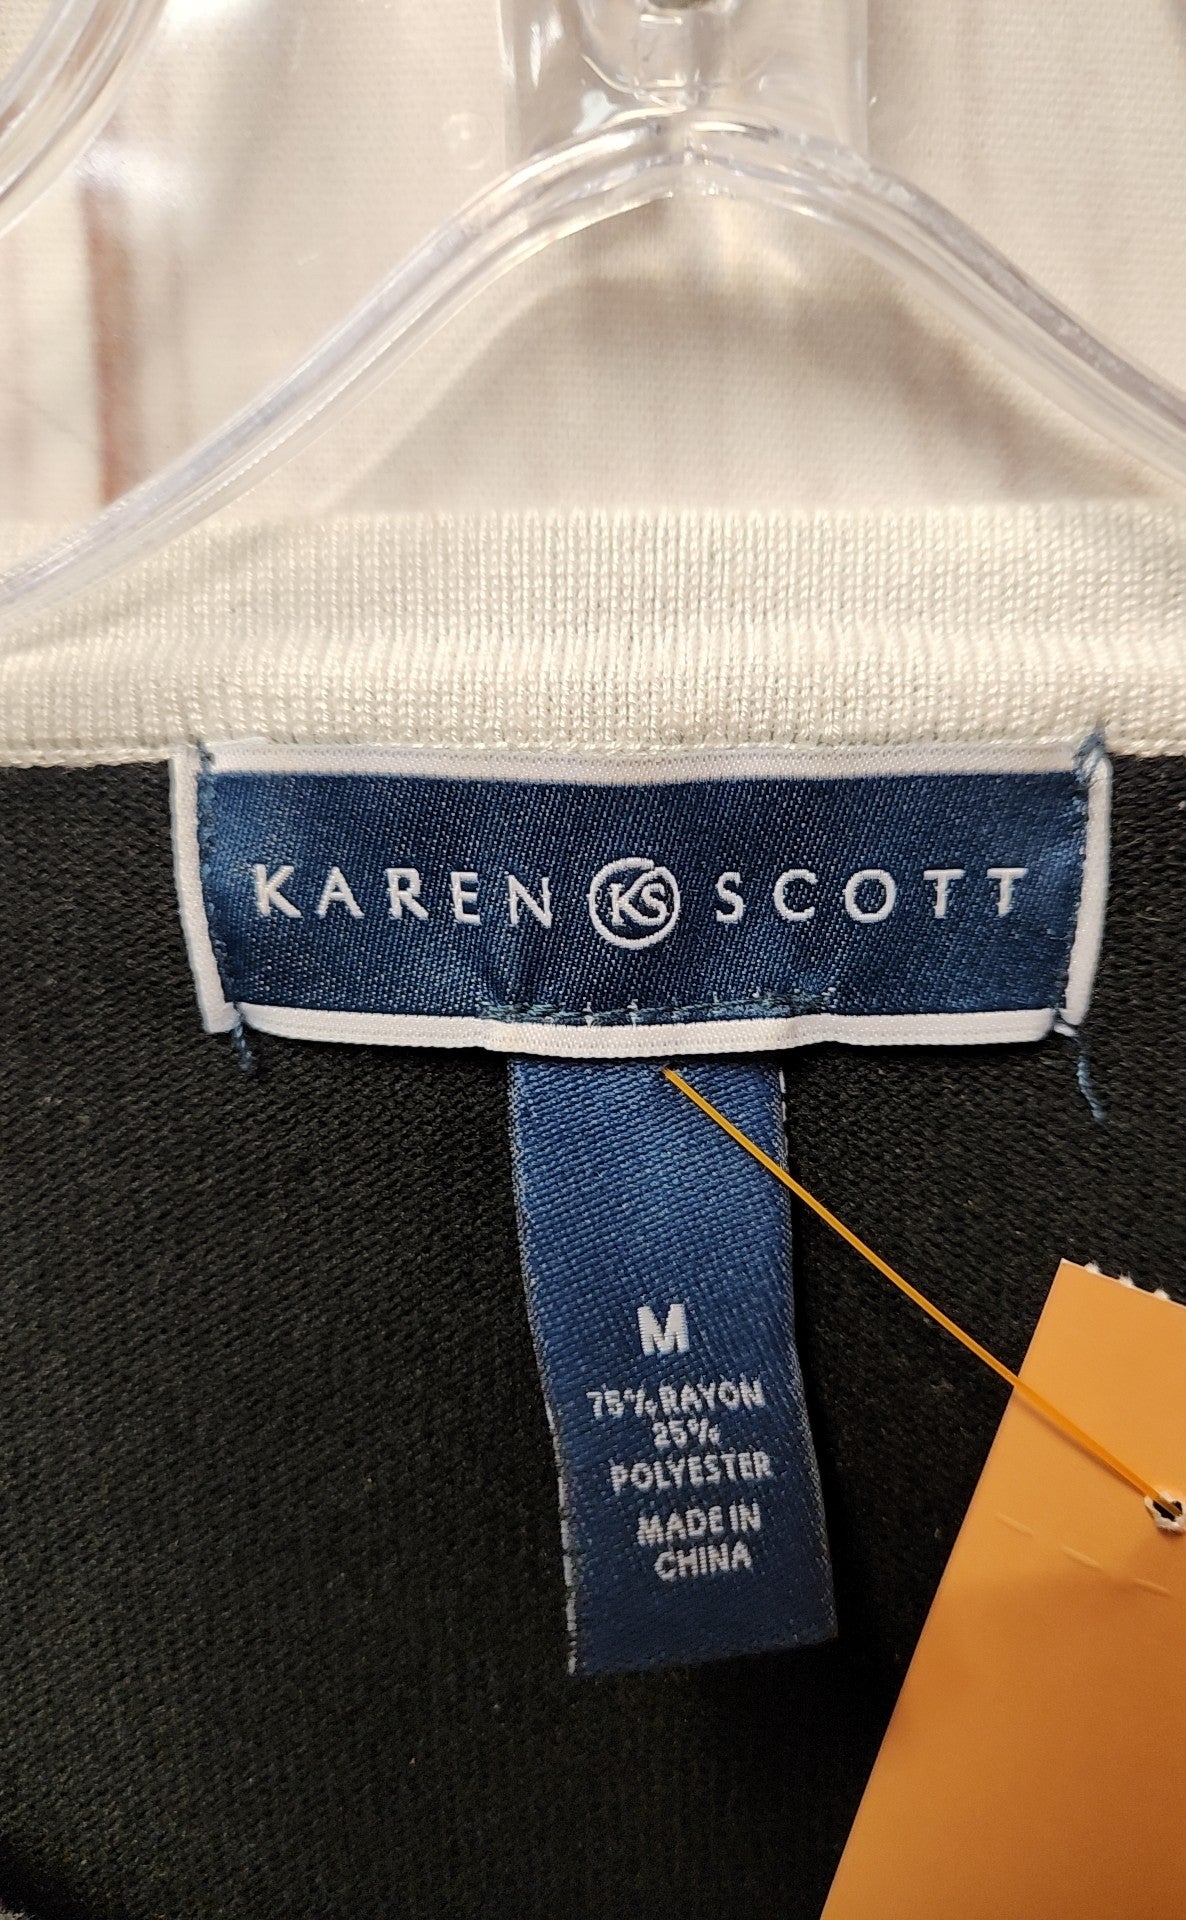 KAREN KS SCOTT
M
75% RAYON
25%
POLYESTER
MADE IN
CHINA